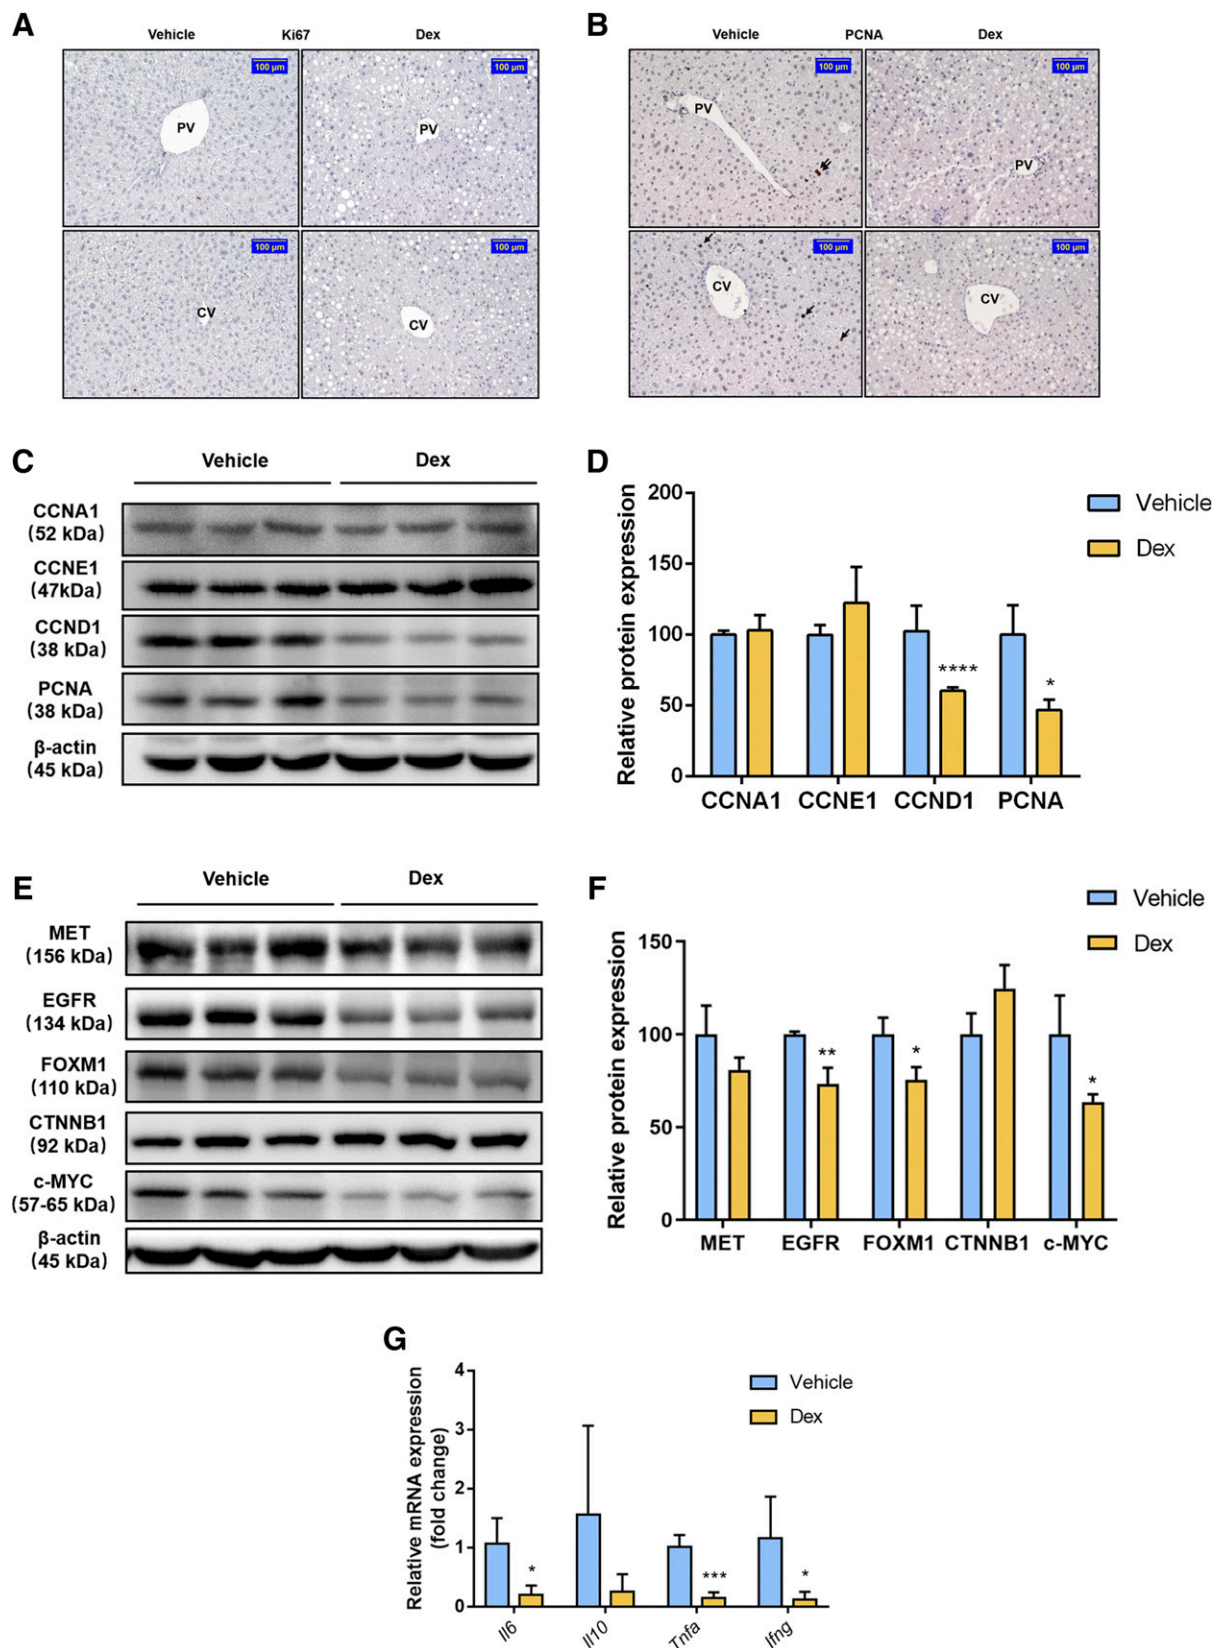 A
Vehicle Ki67 Dex
100 µm
100 µm
PV
PV
100 µm
100 µm
CV
CV
B
Vehicle PCNA Dex
100 µm
100 µm
PV
PV
100 µm
100 µm
CV
CV
C
Vehicle Dex
CCNA1
(52 kDa)
CCNE1
(47kDa)
CCND1
(38 kDa)
PCNA
(38 kDa)
β-actin
(45 kDa)
D
Relative protein expression
200
150
100
50
0
**** *
CCNA1 CCNE1 CCND1 PCNA
Vehicle
Dex
E
Vehicle Dex
MET
(156 kDa)
EGFR
(134 kDa)
FOXM1
(110 kDa)
CTNNB1
(92 kDa)
c-MYC
(57-65 kDa)
β-actin
(45 kDa)
F
Relative protein expression
150
100
50
0
** * *
MET EGFR FOXM1 CTNNB1 c-MYC
Vehicle
Dex
G
Relative mRNA expression
(fold change)
4
3
2
1
0
* *** *
Il6 Il10 Tnfa Ifng
Vehicle
Dex